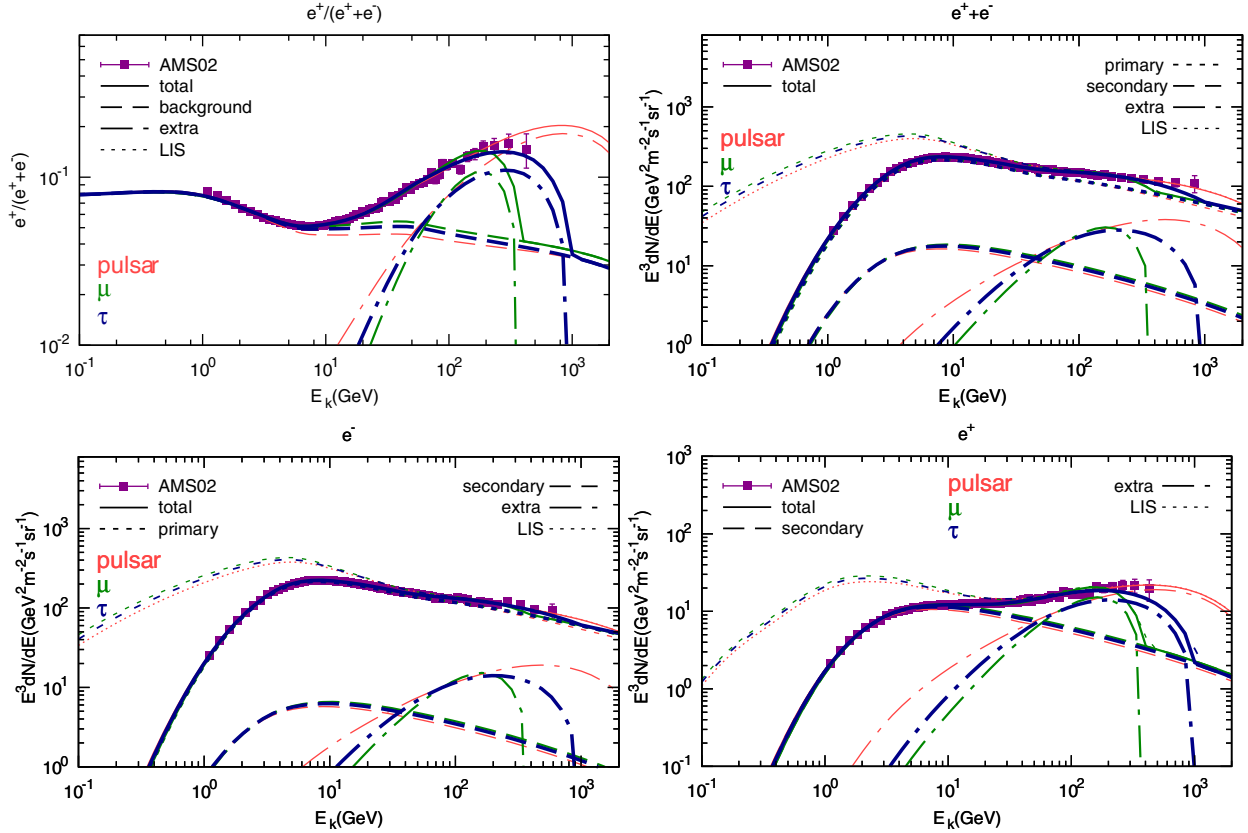 e⁺/(e⁺+e⁻)
AMS02
total
background
extra
LIS
pulsar
μ
τ
e⁺/(e⁺+e⁻)
10⁻¹
10⁻²
10⁻¹ 10⁰ 10¹ 10² 10³
E_k(GeV)
e⁺+e⁻
AMS02
total
primary
secondary
extra
LIS
pulsar
μ
τ
E³dN/dE(GeV²m⁻²s⁻¹sr⁻¹)
10³
10²
10¹
10⁰
10⁻¹ 10⁰ 10¹ 10² 10³
E_k(GeV)
e⁻
AMS02
total
primary
secondary
extra
LIS
pulsar
μ
τ
E³dN/dE(GeV²m⁻²s⁻¹sr⁻¹)
10³
10²
10¹
10⁰
10⁻¹ 10⁰ 10¹ 10² 10³
E_k(GeV)
e⁺
AMS02
total
secondary
pulsar
μ
τ
extra
LIS
E³dN/dE(GeV²m⁻²s⁻¹sr⁻¹)
10³
10²
10¹
10⁰
10⁻¹
10⁻¹ 10⁰ 10¹ 10² 10³
E_k(GeV)